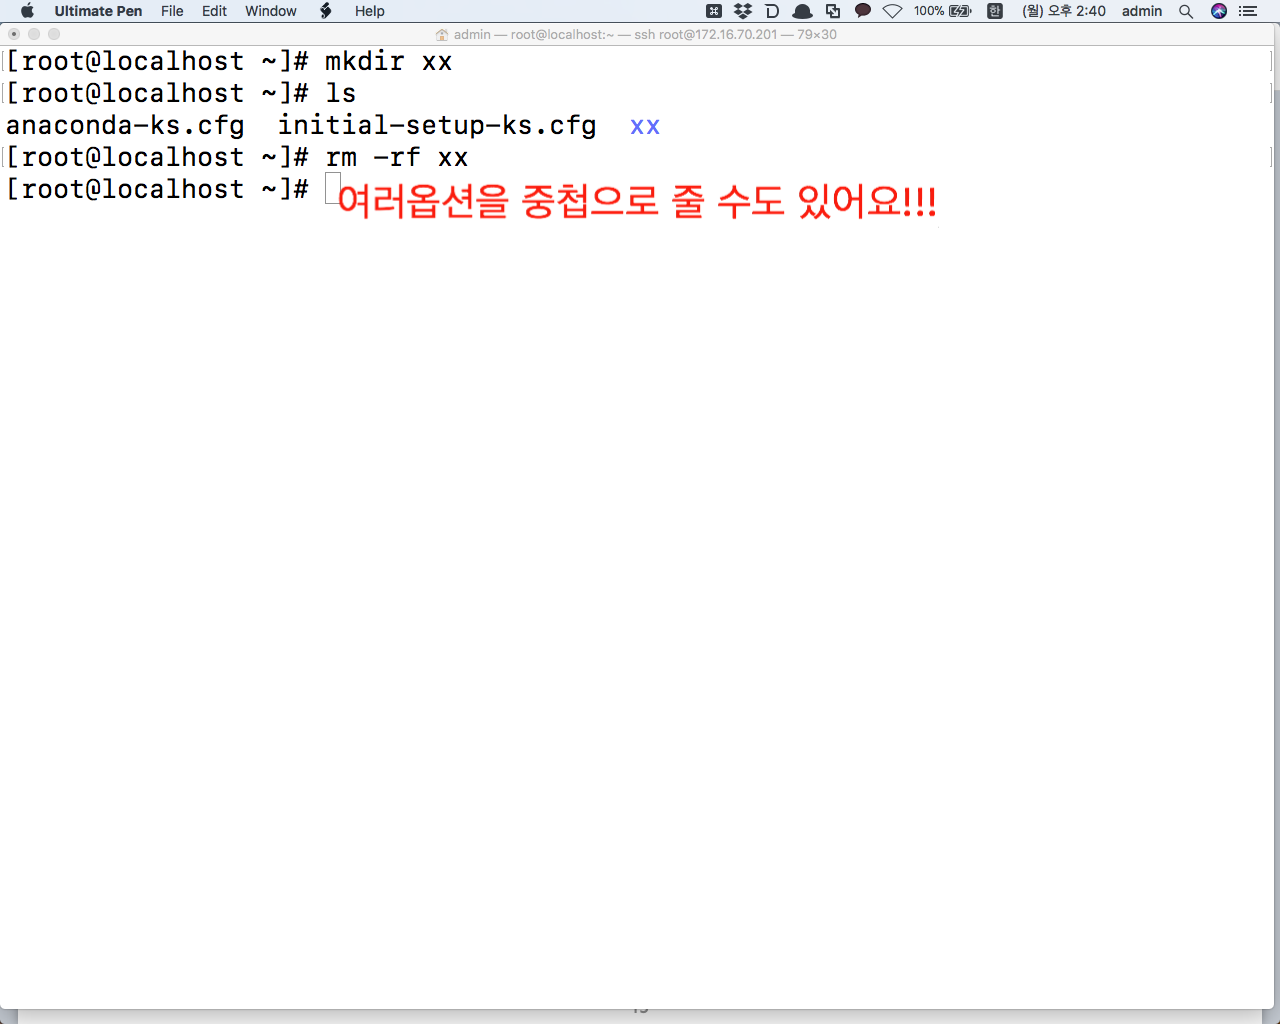 Ultimate Pen File Edit Window Help 100% 한 (월) 오후 2:40 admin
admin — root@localhost:~ — ssh root@172.16.70.201 — 79×30
[root@localhost ~]# mkdir xx
[root@localhost ~]# ls
anaconda-ks.cfg initial-setup-ks.cfg xx
[root@localhost ~]# rm -rf xx
[root@localhost ~]#
여러옵션을 중첩으로 줄 수도 있어요!!!